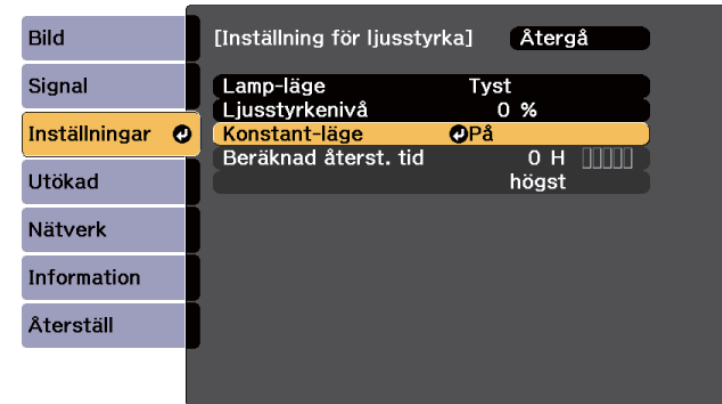 Bild
Signal
Inställningar
Utökad
Nätverk
Information
Återställ
[Inställning för ljusstyrka] Återgå
Lamp-läge Tyst
Ljusstyrkenivå 0 %
Konstant-läge På
Beräknad återst. tid 0 H
högst